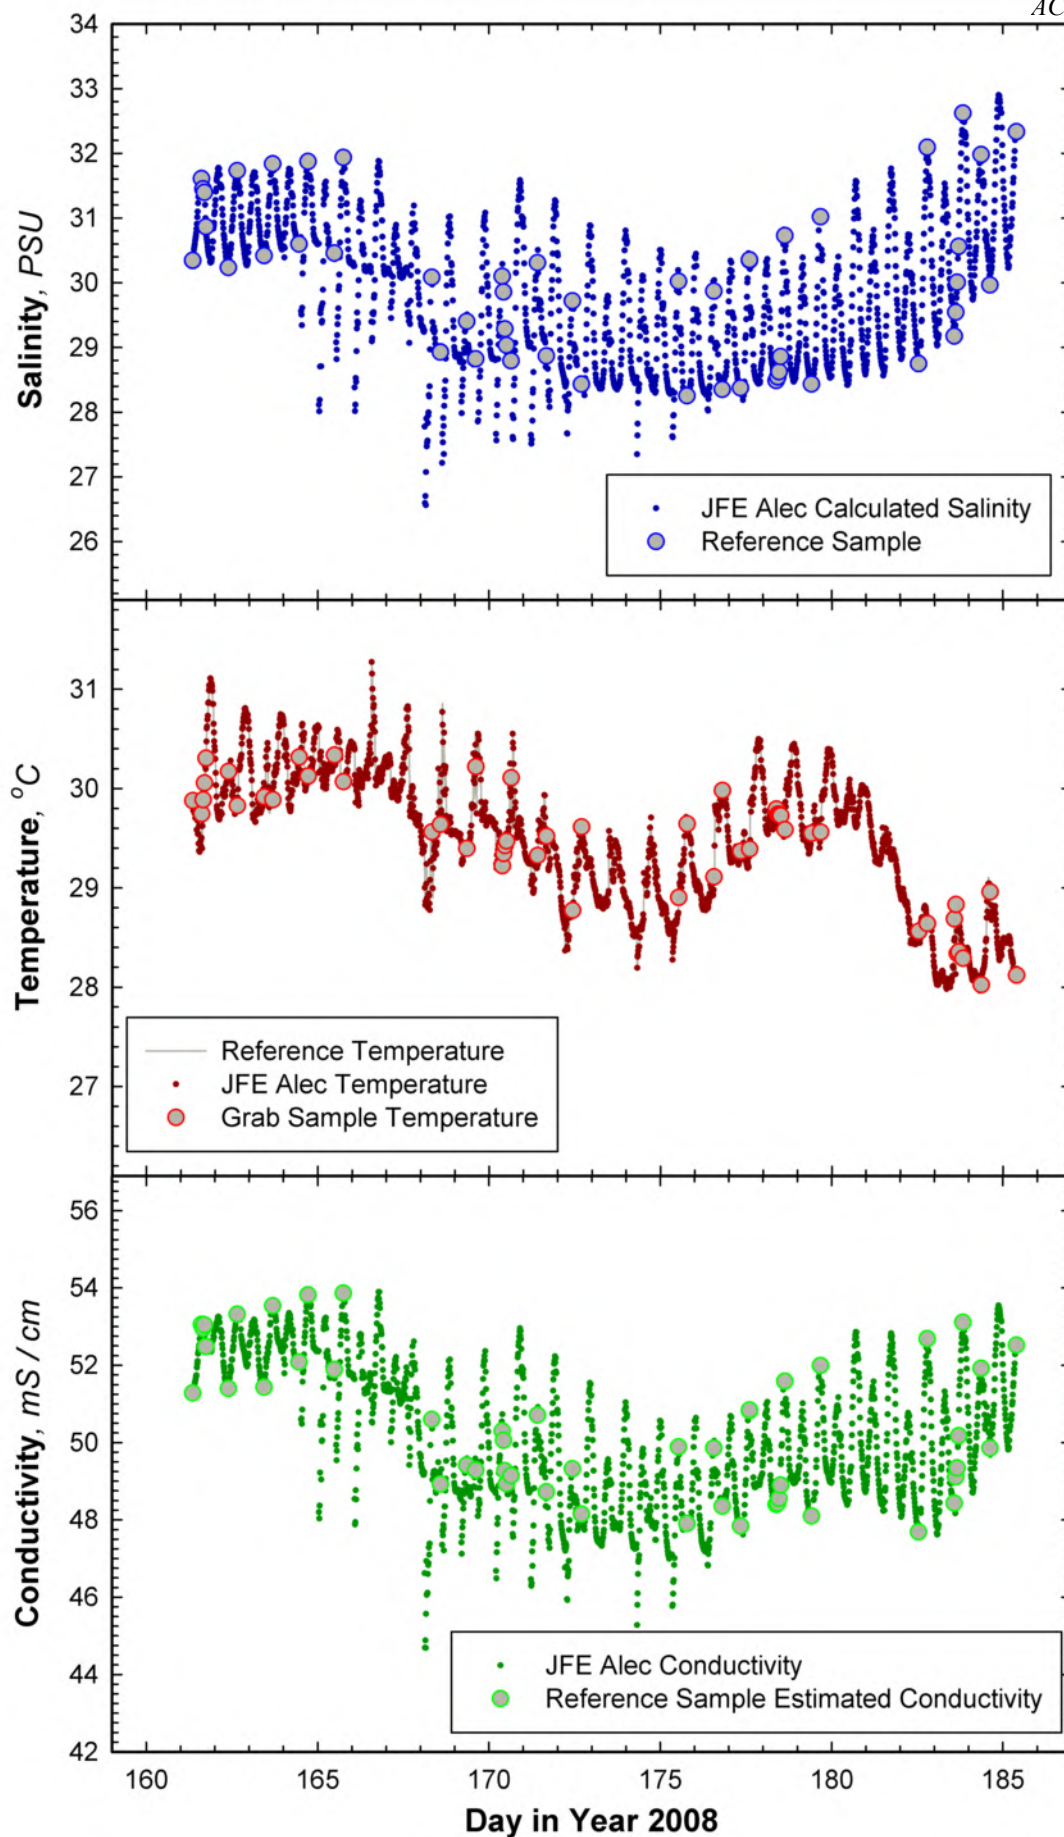 AC
34
33
32
31
30
29
28
27
26
Salinity, PSU
JFE Alec Calculated Salinity
Reference Sample
31
30
29
28
27
Temperature, °C
Reference Temperature
JFE Alec Temperature
Grab Sample Temperature
56
54
52
50
48
46
44
42
Conductivity, mS / cm
JFE Alec Conductivity
Reference Sample Estimated Conductivity
160 165 170 175 180 185
Day in Year 2008